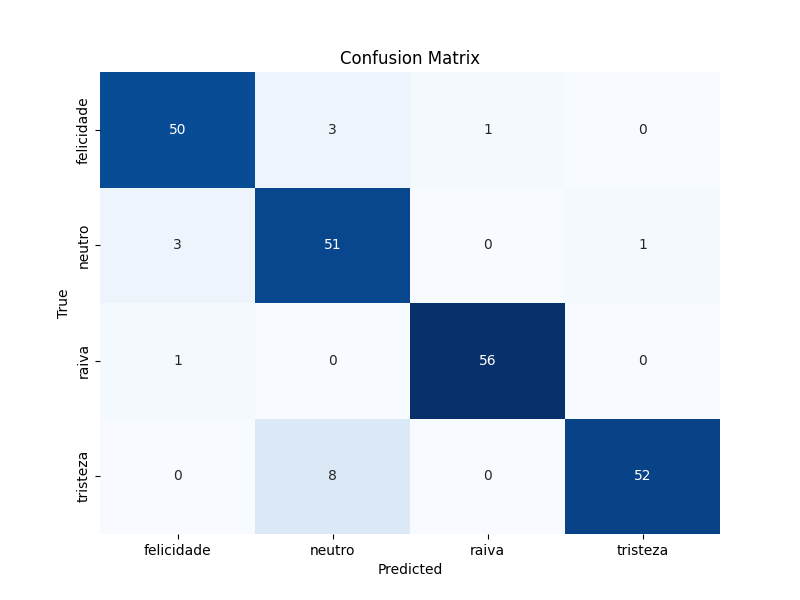 Confusion Matrix
True
felicidade
50 3 1 0
neutro
3 51 0 1
raiva
1 0 56 0
tristeza
0 8 0 52
felicidade neutro raiva tristeza
Predicted